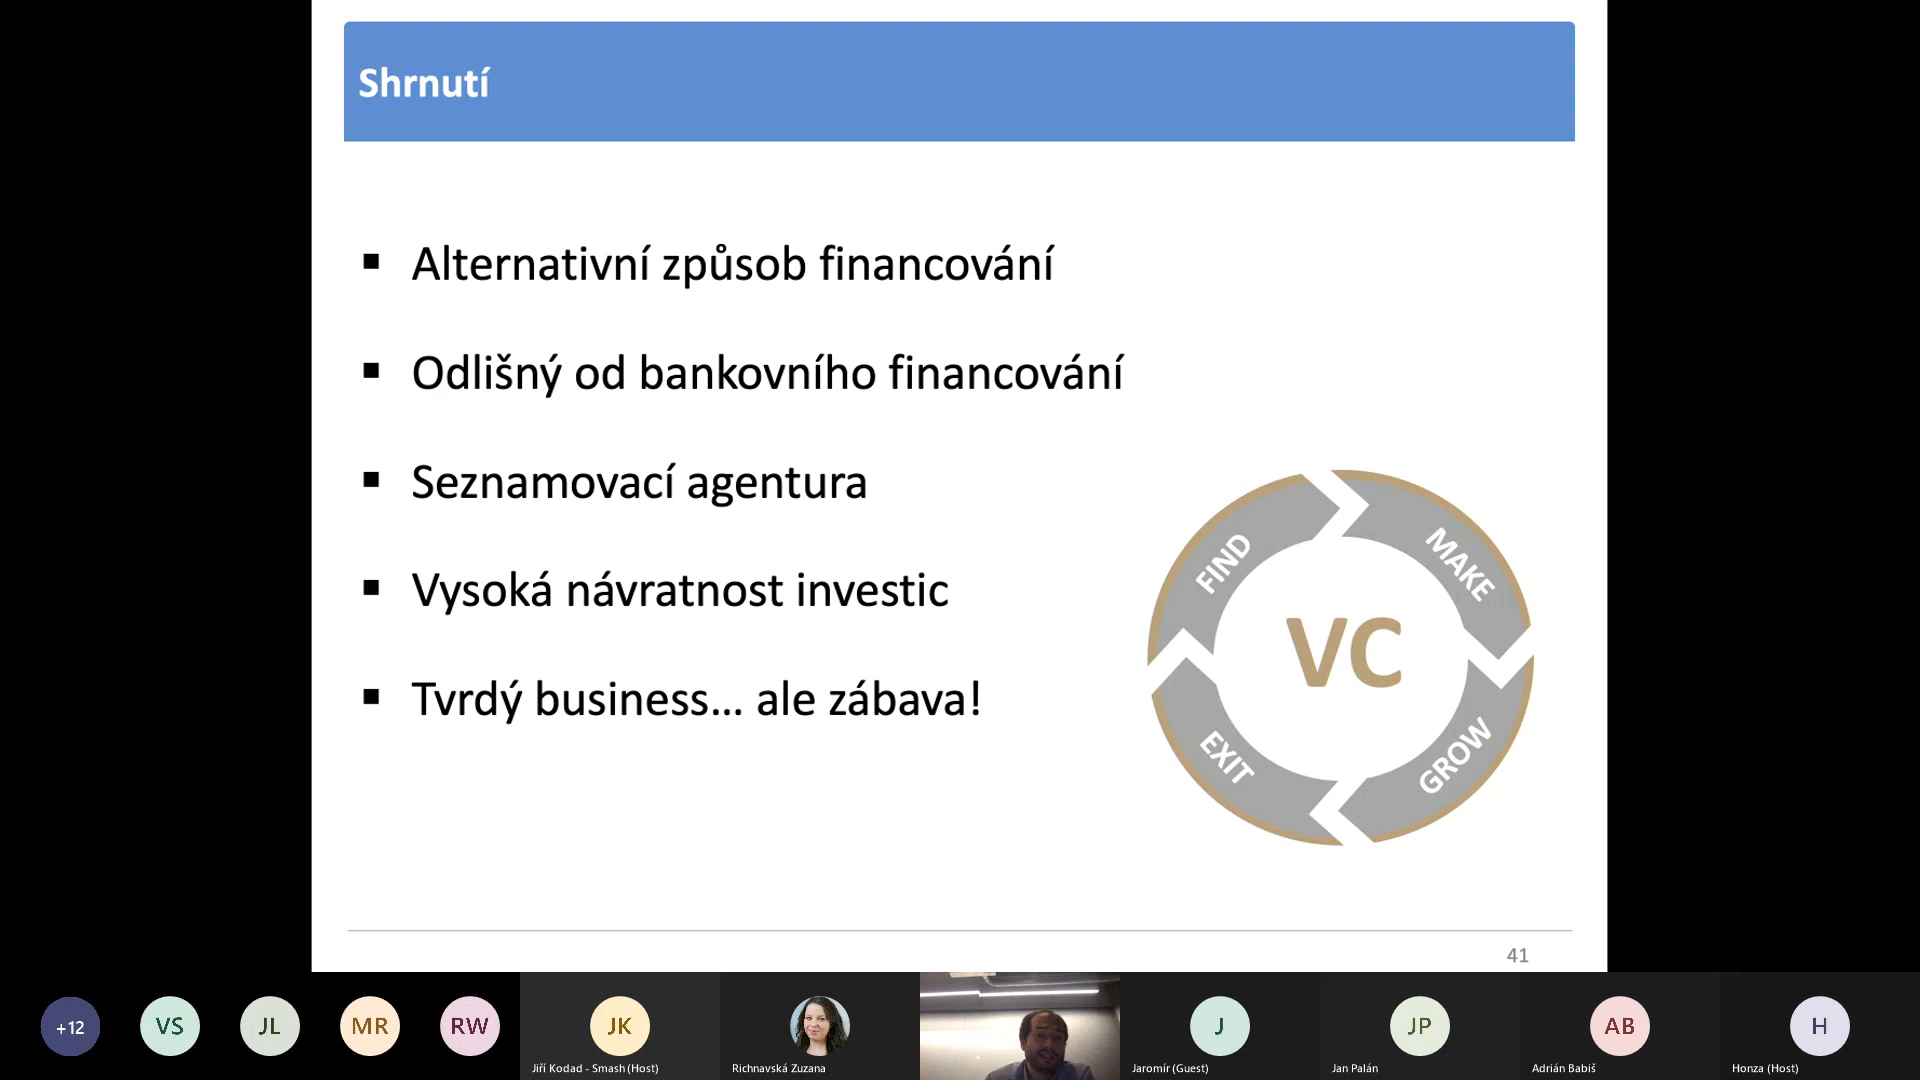 Shrnutí
Alternativní způsob financování
Odlišný od bankovního financování
Seznamovací agentura
Vysoká návratnost investic
Tvrdý business... ale zábava!
FIND
MAKE
VC
EXIT
GROW
41
+12
VS
JL
MR
RW
JK
J
JP
AB
H
Jiří Kodad - Smash (Host)
Richnavská Zuzana
Jaromír (Guest)
Jan Palán
Adrián Babiš
Honza (Host)